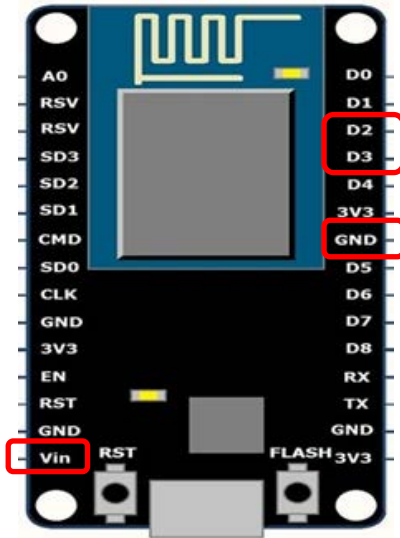 A0 D0
RSV D1
RSV D2
SD3 D3
SD2 D4
SD1 3V3
CMD GND
SD0 D5
CLK D6
GND D7
3V3 D8
EN RX
RST TX
GND GND
Vin RST FLASH 3V3